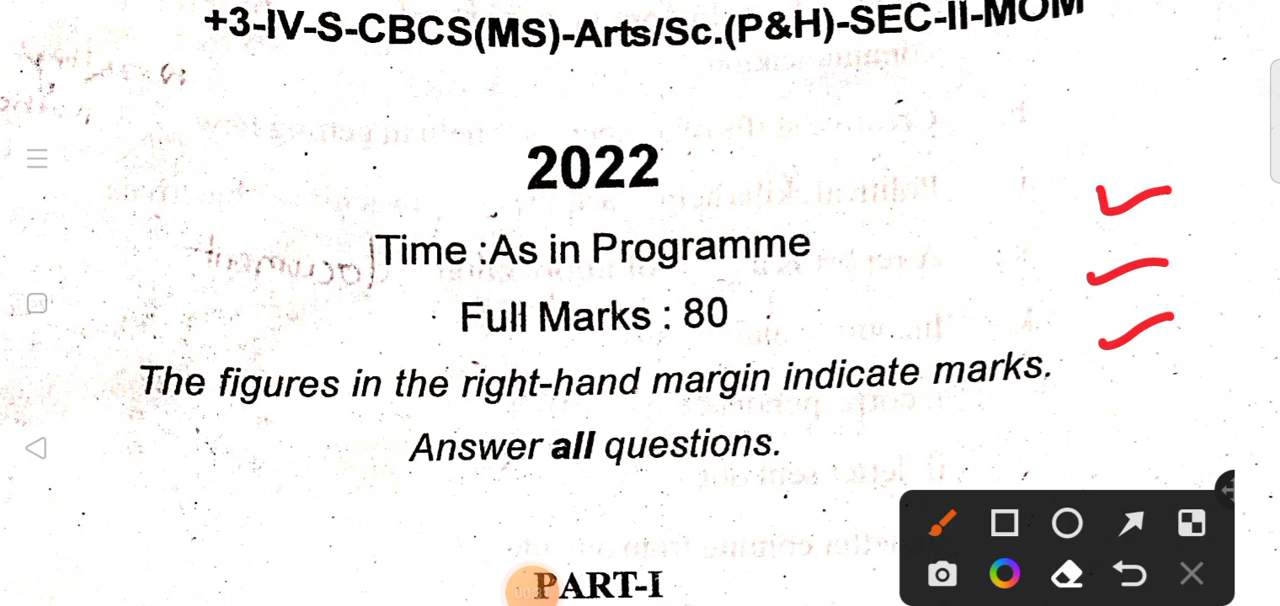 +3-IV-S-CBCS(MS)-Arts/Sc.(P&H)-SEC-II-MOM
2022
Time :As in Programme
Full Marks : 80
The figures in the right-hand margin indicate marks.
Answer all questions.
PART-I